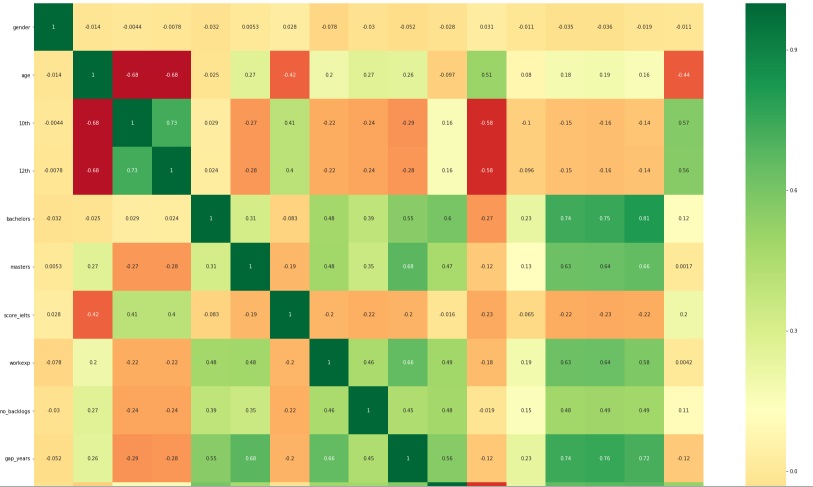 gender 1 -0.014 -0.0044 -0.0078 -0.032 0.0053 0.028 -0.078 -0.03 -0.052 -0.028 0.031 -0.011 -0.035 -0.036 -0.019 -0.011
0.9
age -0.014 1 -0.68 -0.68 -0.025 0.27 -0.42 0.2 0.27 0.26 -0.097 0.51 0.08 0.18 0.19 0.16 -0.44
10th -0.0044 -0.68 1 0.73 0.029 -0.27 0.41 -0.22 -0.24 -0.29 0.16 -0.58 -0.1 -0.15 -0.16 -0.14 0.57
12th -0.0078 -0.68 0.73 1 0.024 -0.28 0.4 -0.22 -0.24 -0.28 0.16 -0.58 -0.096 -0.15 -0.16 -0.14 0.56
0.6
bachelors -0.032 -0.025 0.029 0.024 1 0.31 -0.083 0.48 0.39 0.55 0.6 -0.27 0.23 0.74 0.75 0.81 0.12
masters 0.0053 0.27 -0.27 -0.28 0.31 1 -0.19 0.48 0.35 0.68 0.47 -0.12 0.13 0.63 0.64 0.66 0.0017
score_ielts 0.028 -0.42 0.41 0.4 -0.083 -0.19 1 -0.2 -0.22 -0.2 -0.016 -0.23 -0.065 -0.22 -0.23 -0.22 0.2
0.3
workexp -0.078 0.2 -0.22 -0.22 0.48 0.48 -0.2 1 0.46 0.66 0.49 -0.18 0.19 0.63 0.64 0.58 0.0042
no_backlogs -0.03 0.27 -0.24 -0.24 0.39 0.35 -0.22 0.46 1 0.45 0.48 -0.019 0.15 0.48 0.49 0.49 0.11
gap_years -0.052 0.26 -0.29 -0.28 0.55 0.68 -0.2 0.66 0.45 1 0.56 -0.12 0.23 0.74 0.76 0.72 -0.12
0.0